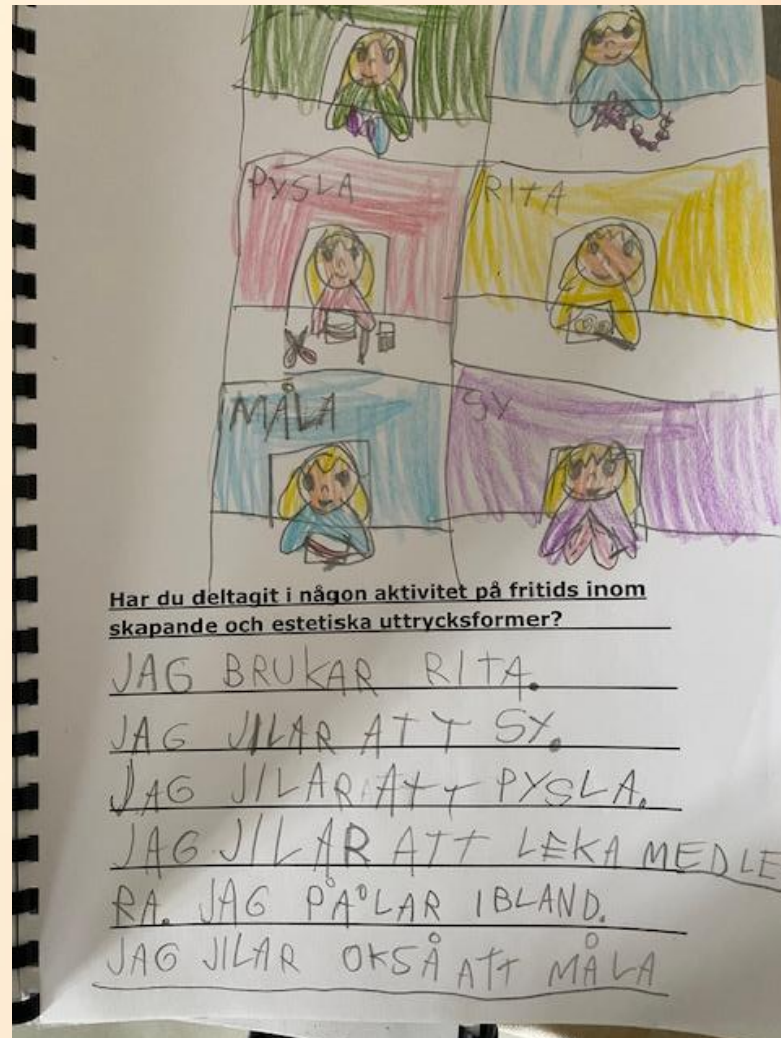 PYSLA
RITA
MÅLA
SY
Har du deltagit i någon aktivitet på fritids inom
skapande och estetiska uttrycksformer?
JAG BRUKAR RITA.
JAG JILAR ATT SY.
JAG JILAR ATT PYSLA.
JAG JILAR ATT LEKA MED LE
RA. JAG PÅLAR IBLAND.
JAG JILAR OKSÅ ATT MÅLA